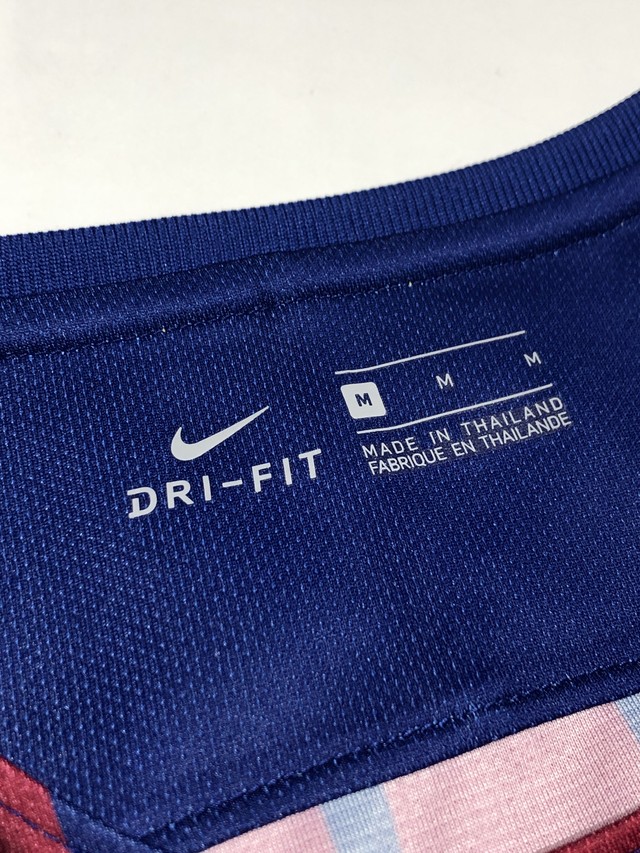 M M M
MADE IN THAILAND
FABRIQUE EN THAILANDE
DRI-FIT